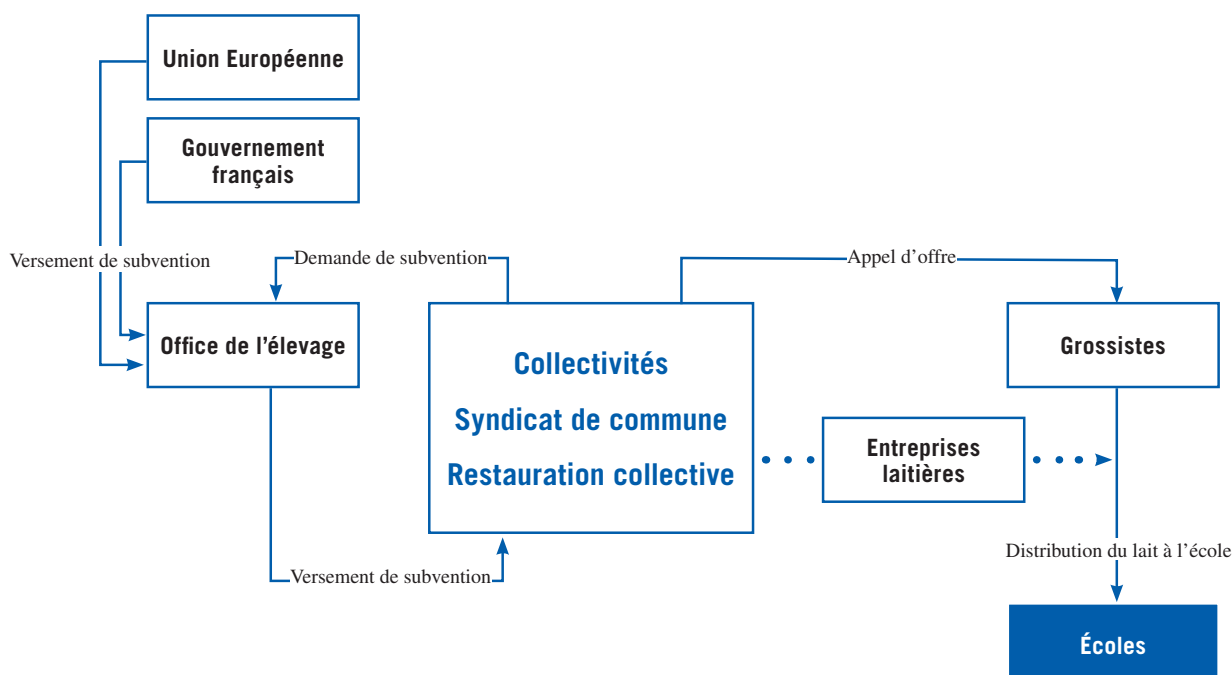 Union Européenne
Gouvernement
français
Versement de subvention
Demande de subvention
Appel d’offre
Office de l’élevage
Collectivités
Syndicat de commune
Restauration collective
Grossistes
Entreprises
laitières
Distribution du lait à l’école
Versement de subvention
Écoles